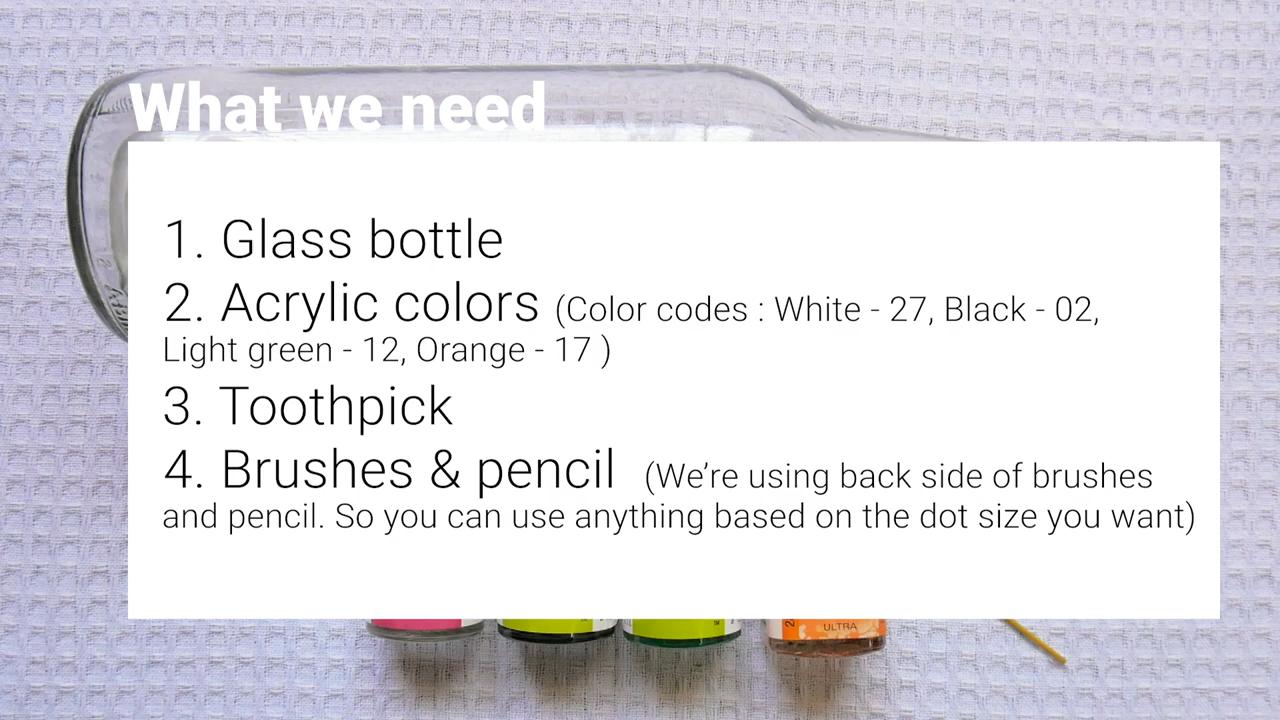 What we need
1. Glass bottle
2. Acrylic colors (Color codes : White - 27, Black - 02,
Light green - 12, Orange - 17 )
3. Toothpick
4. Brushes & pencil (We’re using back side of brushes
and pencil. So you can use anything based on the dot size you want)
ULTRA